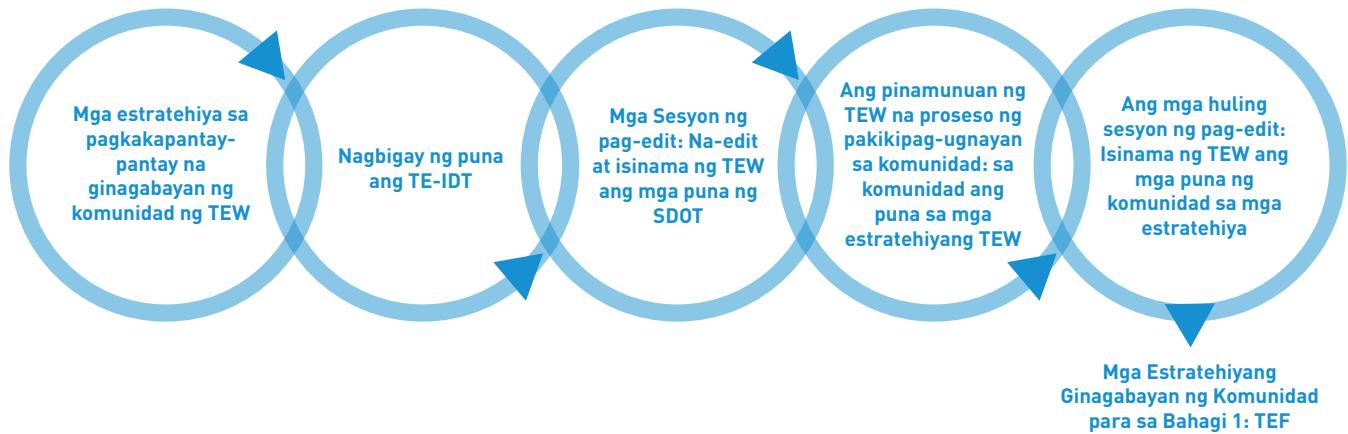 Mga estratehiya sa
pagkakapantay-
pantay na
ginagabayan ng
komunidad ng TEW
Nagbigay ng puna
ang TE-IDT
Mga Sesyon ng
pag-edit: Na-edit
at isinama ng TEW
ang mga puna ng
SDOT
Ang pinamunuan ng
TEW na proseso ng
pakikipag-ugnayan
sa komunidad: sa
komunidad ang
puna sa mga
estratehiyang TEW
Ang mga huling
sesyon ng pag-edit:
Isinama ng TEW ang
mga puna ng
komunidad sa mga
estratehiya
Mga Estratehiyang
Ginagabayan ng Komunidad
para sa Bahagi 1: TEF